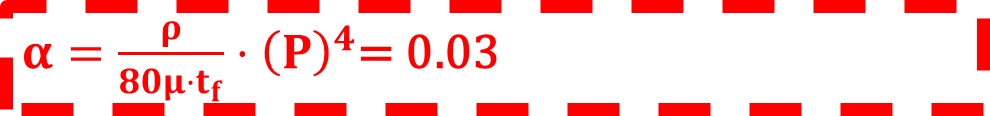 α = ρ/80μ·t_f · (P)^4 = 0.03